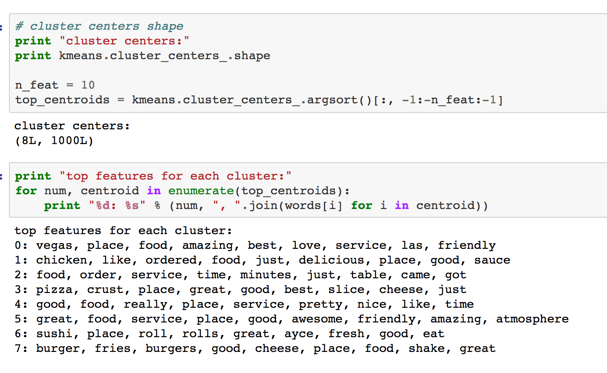 # cluster centers shape
print "cluster centers:"
print kmeans.cluster_centers_.shape
n_feat = 10
top_centroids = kmeans.cluster_centers_.argsort()[:, -1:-n_feat:-1]
cluster centers:
(8L, 1000L)
print "top features for each cluster:"
for num, centroid in enumerate(top_centroids):
    print "%d: %s" % (num, ", ".join(words[i] for i in centroid))
top features for each cluster:
0: vegas, place, food, amazing, best, love, service, las, friendly
1: chicken, like, ordered, food, just, delicious, place, good, sauce
2: food, order, service, time, minutes, just, table, came, got
3: pizza, crust, place, great, good, best, slice, cheese, just
4: good, food, really, place, service, pretty, nice, like, time
5: great, food, service, place, good, awesome, friendly, amazing, atmosphere
6: sushi, place, roll, rolls, great, ayce, fresh, good, eat
7: burger, fries, burgers, good, cheese, place, food, shake, great